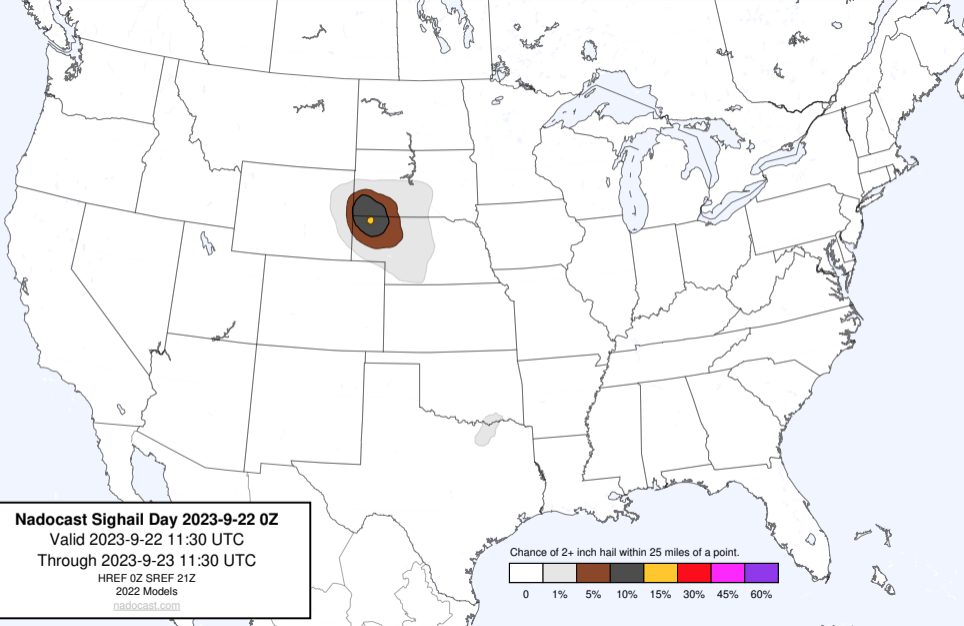 Nadocast Sighail Day 2023-9-22 0Z
Valid 2023-9-22 11:30 UTC
Through 2023-9-23 11:30 UTC
HREF 0Z SREF 21Z
2022 Models
nadocast.com
Chance of 2+ inch hail within 25 miles of a point.
0 1% 5% 10% 15% 30% 45% 60%